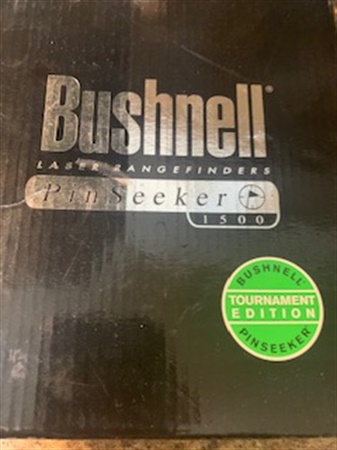 Bushnell®
LASER RANGEFINDERS
PinSeeker
1500
BUSHNELL®
TOURNAMENT
EDITION
PINSEEKER